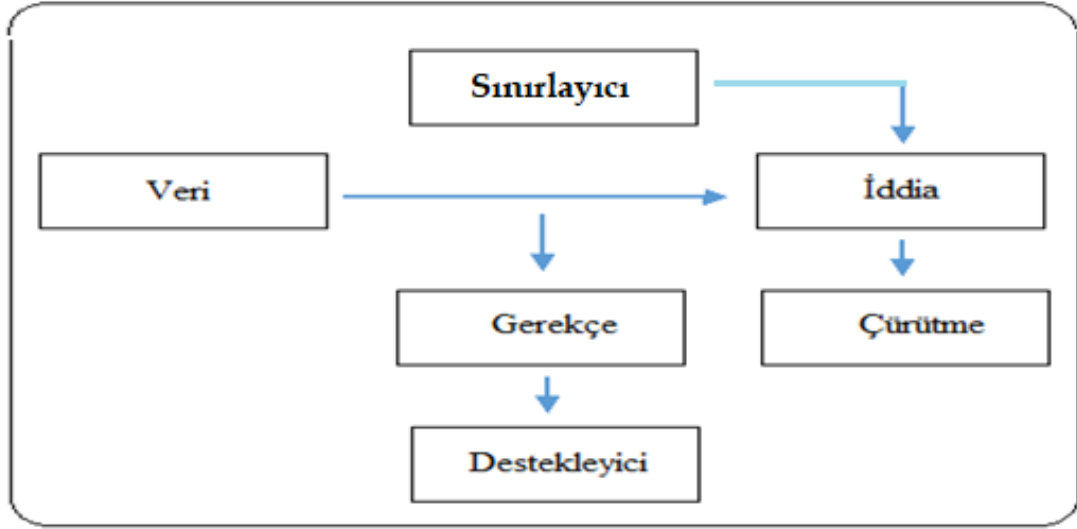 Sınırlayıcı
Veri
İddia
Gerekçe
Çürütme
Destekleyici